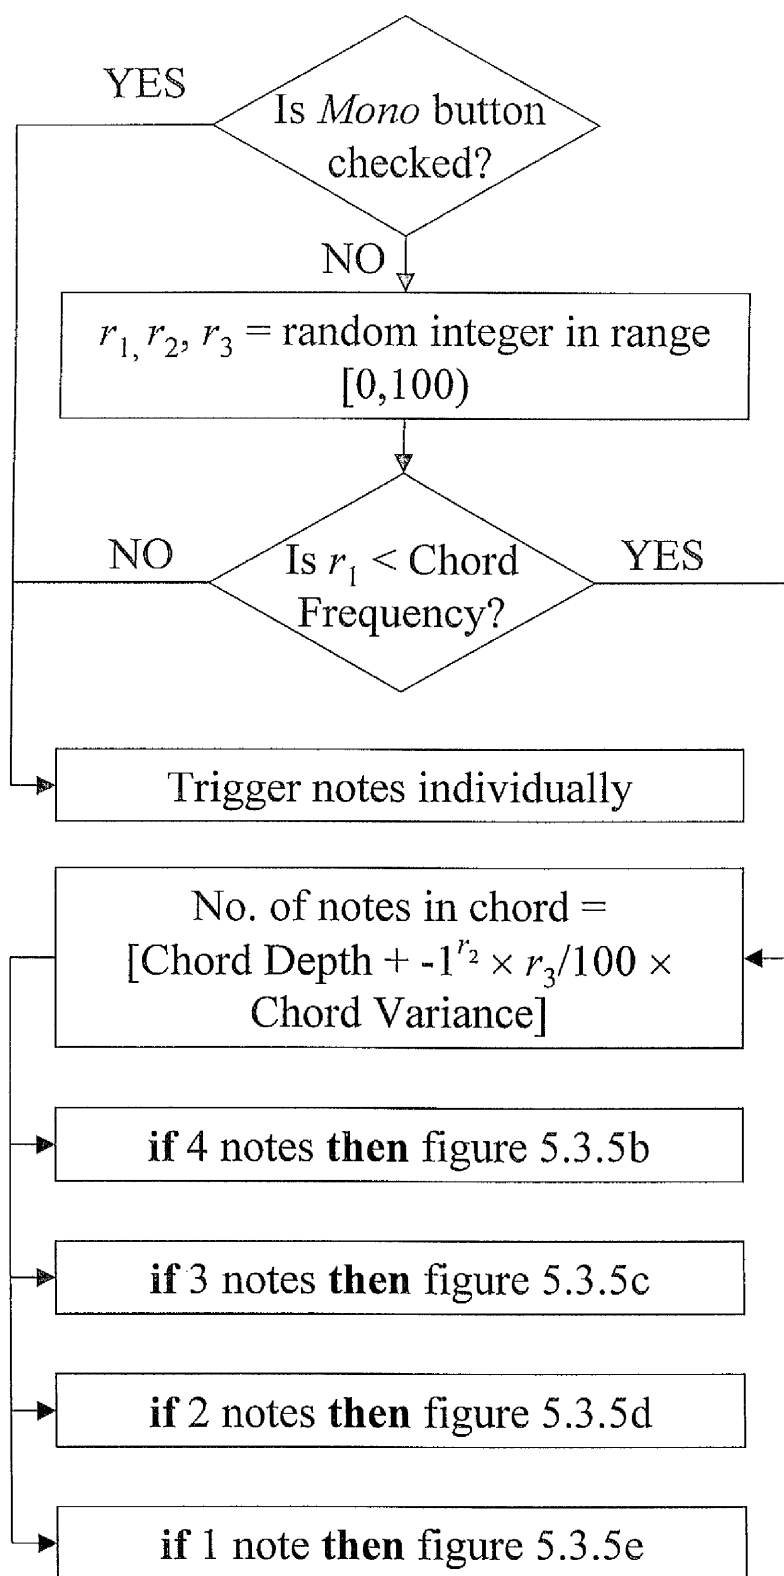 YES
Is Mono button
checked?
NO
r₁, r₂, r₃ = random integer in range
[0,100)
NO
Is r₁ < Chord
Frequency?
YES
Trigger notes individually
No. of notes in chord =
[Chord Depth + -1^r₂ × r₃/100 ×
Chord Variance]
if 4 notes then figure 5.3.5b
if 3 notes then figure 5.3.5c
if 2 notes then figure 5.3.5d
if 1 note then figure 5.3.5e